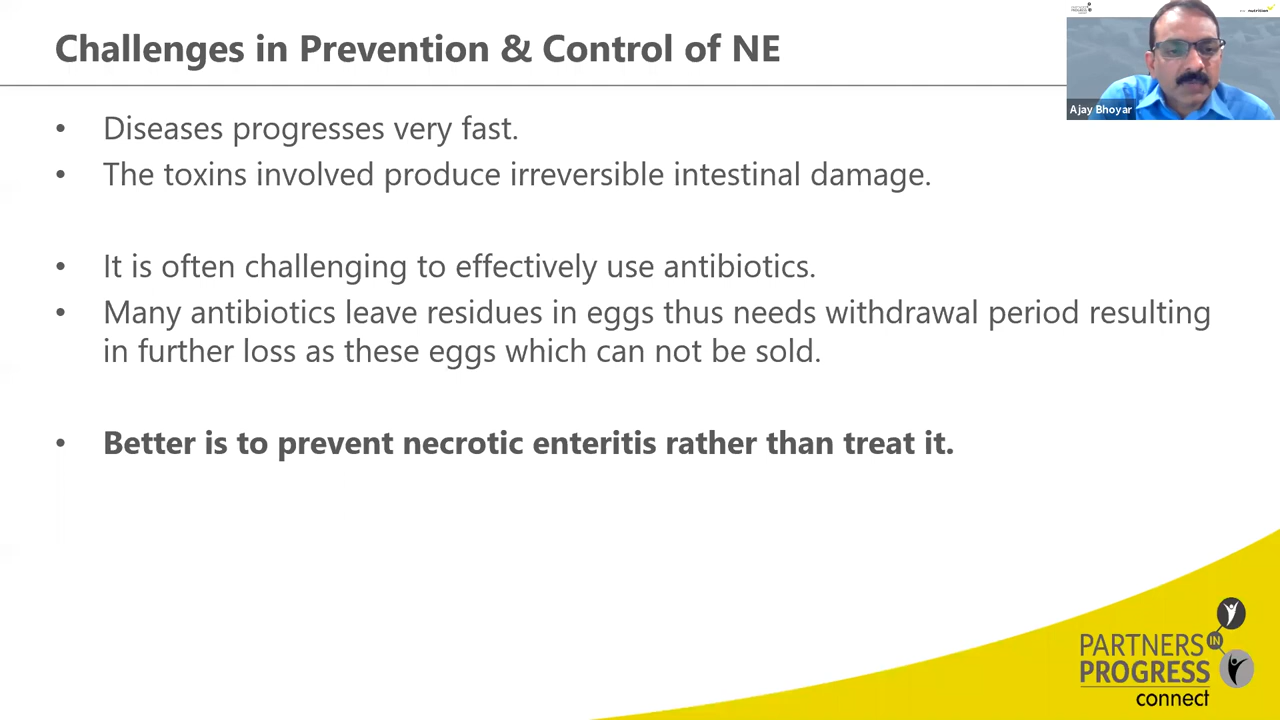 Challenges in Prevention & Control of NE
Ajay Bhoyar
• Diseases progresses very fast.
• The toxins involved produce irreversible intestinal damage.
• It is often challenging to effectively use antibiotics.
• Many antibiotics leave residues in eggs thus needs withdrawal period resulting
in further loss as these eggs which can not be sold.
• Better is to prevent necrotic enteritis rather than treat it.
PARTNERS IN
PROGRESS
connect